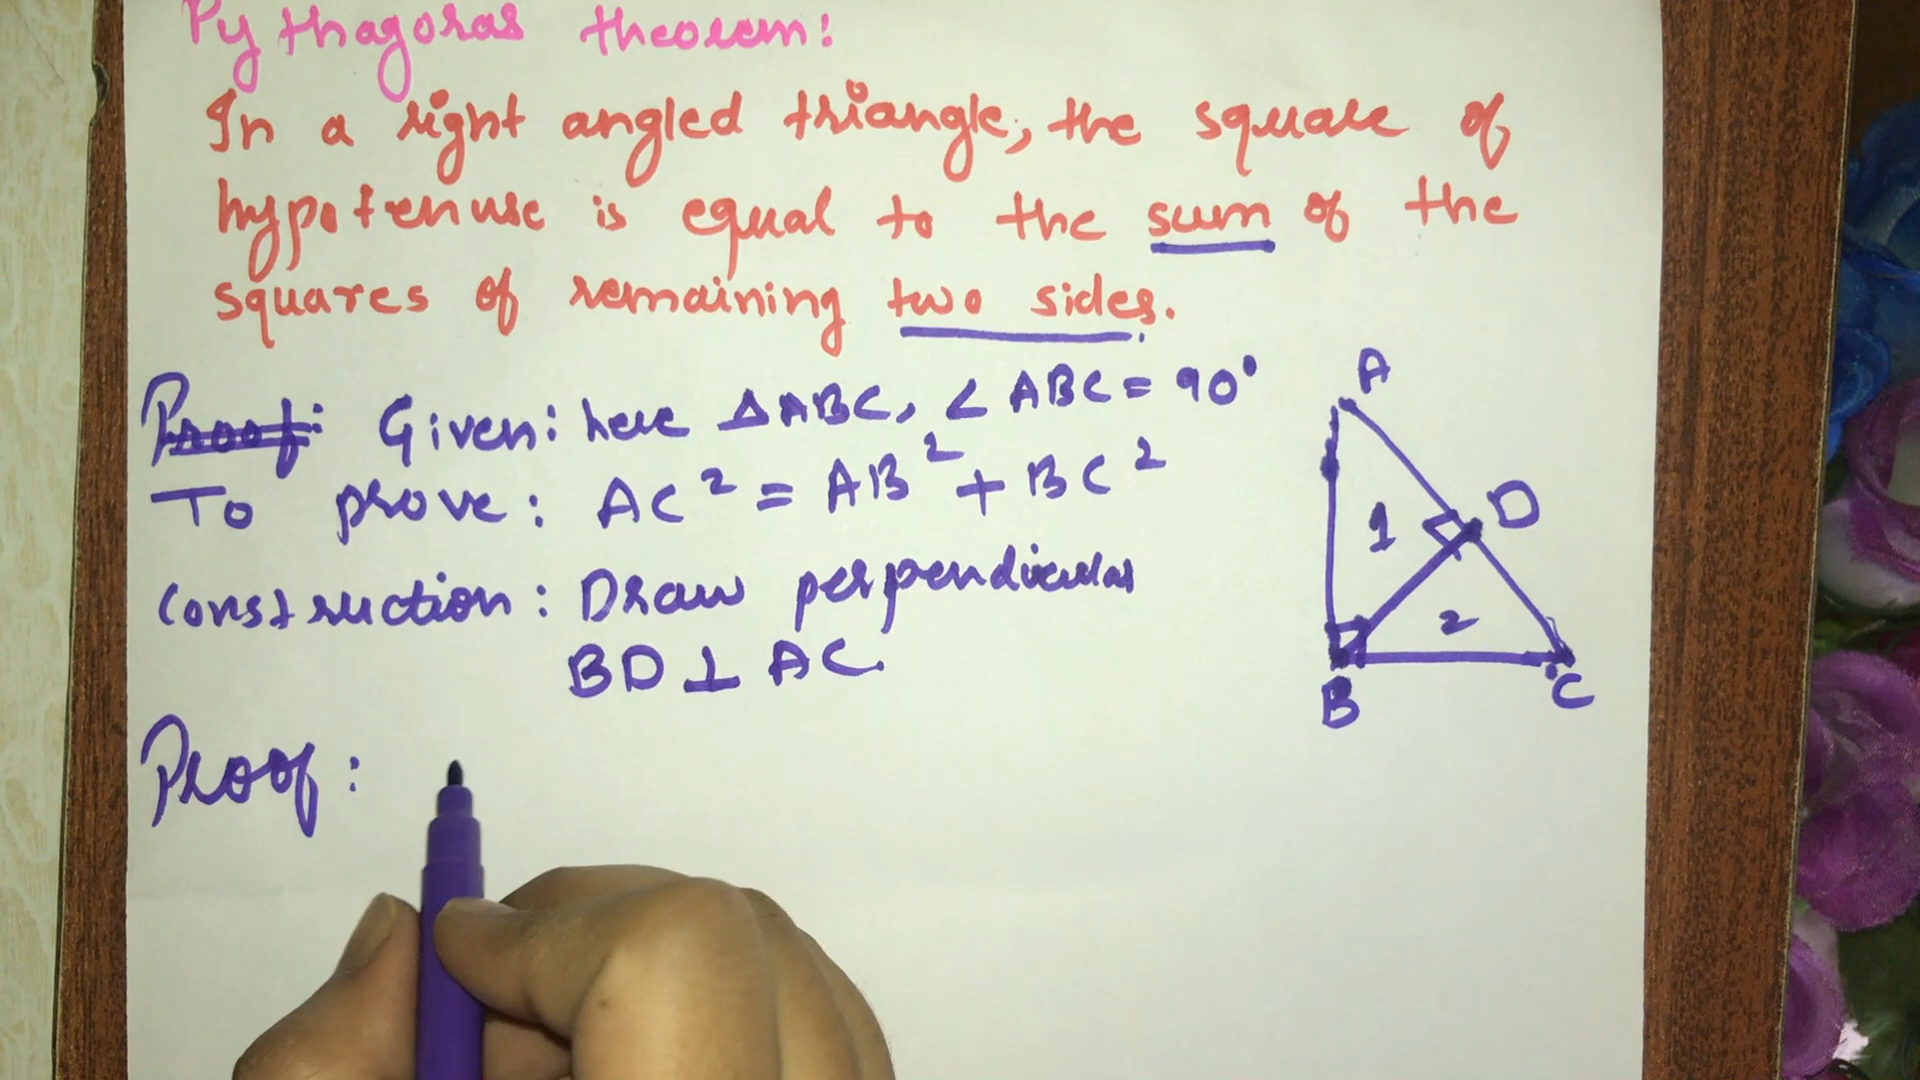 Pythagoras theorem:
In a right angled triangle, the square of
hypotenuse is equal to the sum of the
squares of remaining two sides.
Proof: Given: here ΔABC, ∠ABC = 90°
To prove: AC² = AB² + BC²
Construction: Draw perpendicular
BD ⊥ AC.
Proof:
A
D
1
2
B
C